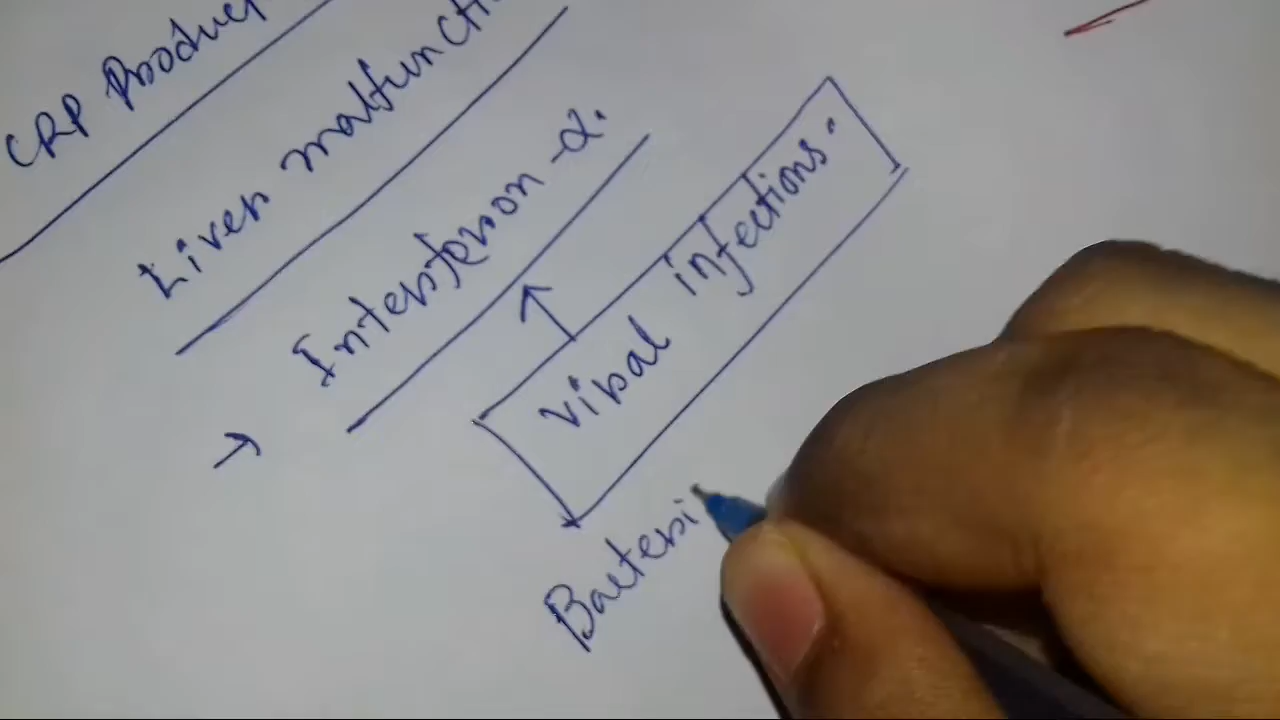 CRP Produc
Liver malfuncti
Interferon-α.
→
Viral infections.
Bacteri